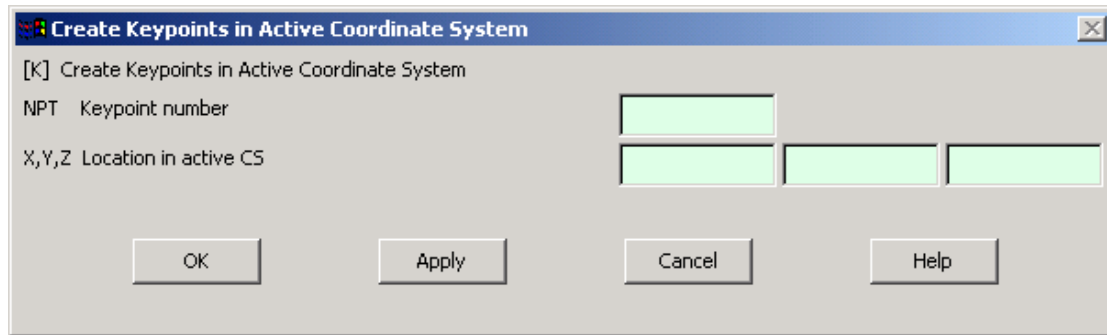 Create Keypoints in Active Coordinate System
[K] Create Keypoints in Active Coordinate System
NPT Keypoint number
X,Y,Z Location in active CS
OK Apply Cancel Help